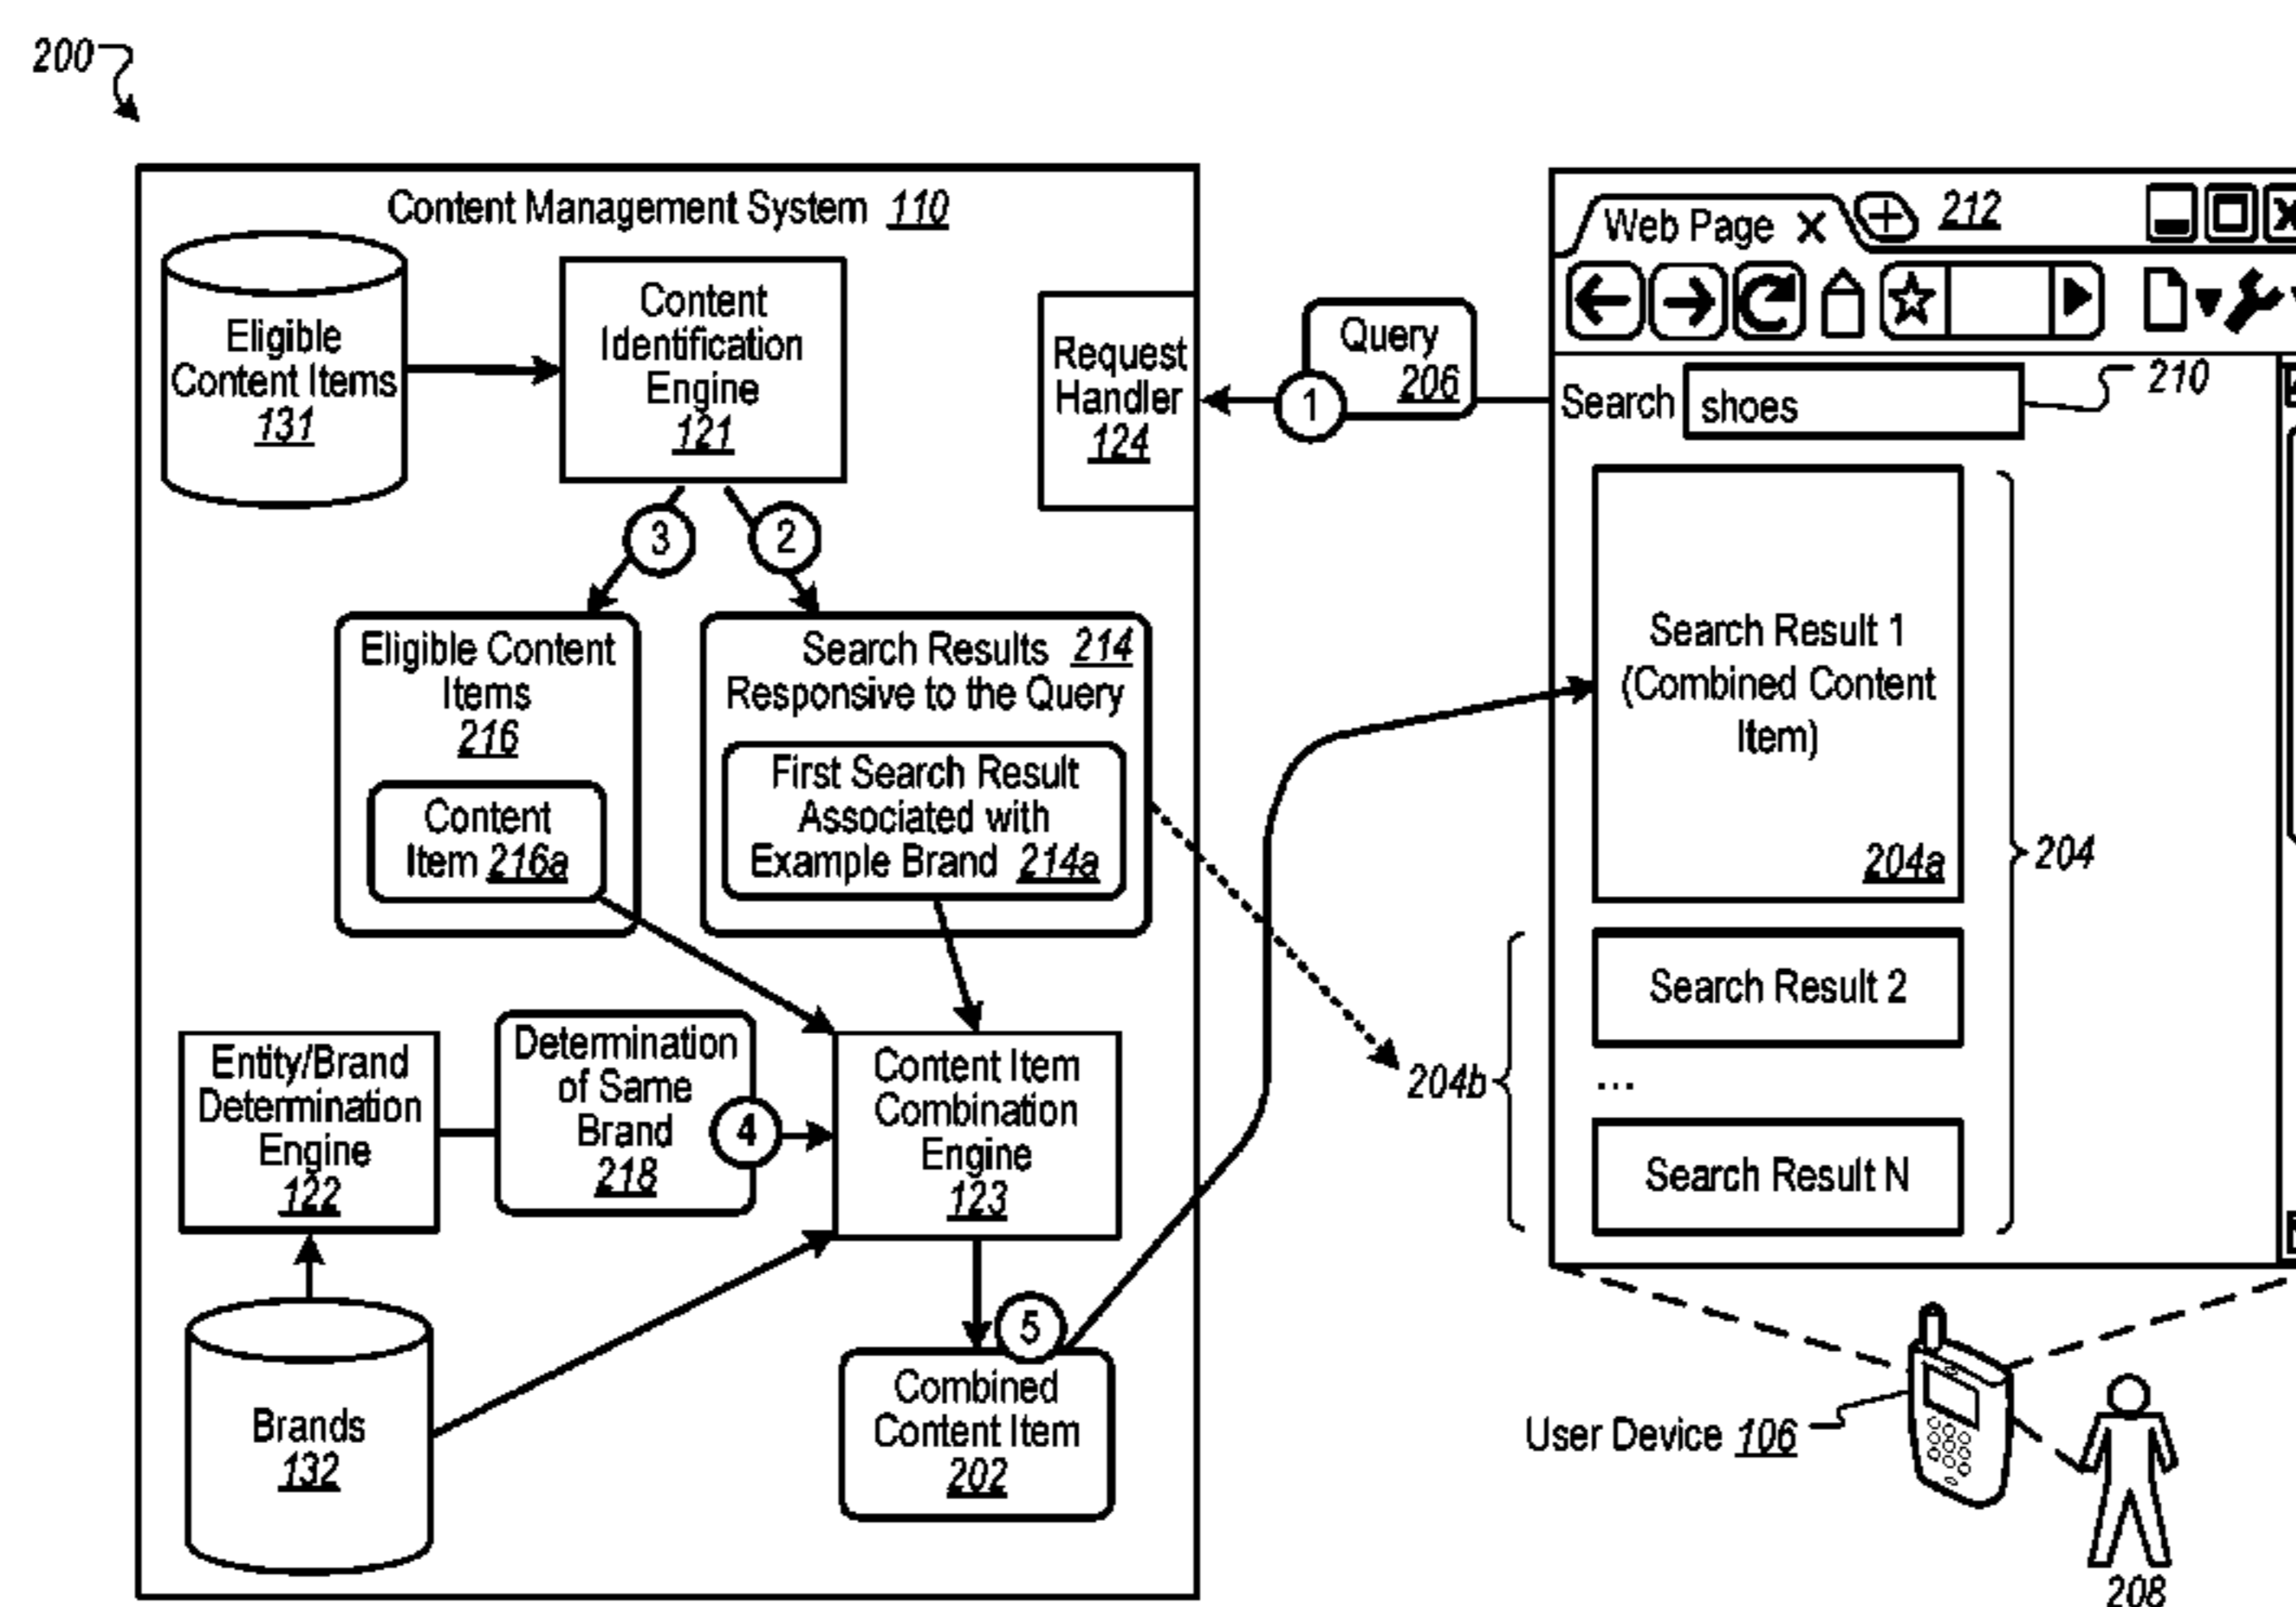 200
Content Management System 110
Eligible
Content Items
131
Content
Identification
Engine
121
Request
Handler
124
Query
206
1
3
2
Eligible Content
Items
216
Content
Item 216a
Search Results 214
Responsive to the Query
First Search Result
Associated with
Example Brand 214a
Entity/Brand
Determination
Engine
122
Determination
of Same
Brand
218
4
Content Item
Combination
Engine
123
Brands
132
5
Combined
Content Item
202
Web Page X
212
Search shoes
210
Search Result 1
(Combined Content
Item)
204a
204
Search Result 2
...
Search Result N
204b
User Device 106
208